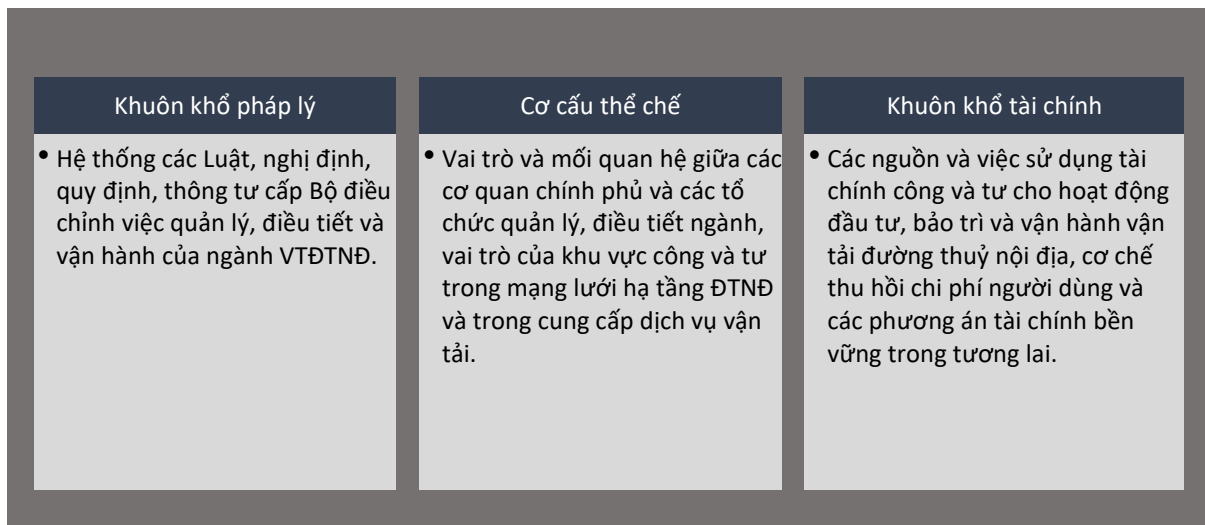 Khuôn khổ pháp lý
• Hệ thống các Luật, nghị định,
quy định, thông tư cấp Bộ điều
chỉnh việc quản lý, điều tiết và
vận hành của ngành VTĐTNĐ.
Cơ cấu thể chế
• Vai trò và mối quan hệ giữa các
cơ quan chính phủ và các tổ
chức quản lý, điều tiết ngành,
vai trò của khu vực công và tư
trong mạng lưới hạ tầng ĐTNĐ
và trong cung cấp dịch vụ vận
tải.
Khuôn khổ tài chính
• Các nguồn và việc sử dụng tài
chính công và tư cho hoạt động
đầu tư, bảo trì và vận hành vận
tải đường thuỷ nội địa, cơ chế
thu hồi chi phí người dùng và
các phương án tài chính bền
vững trong tương lai.